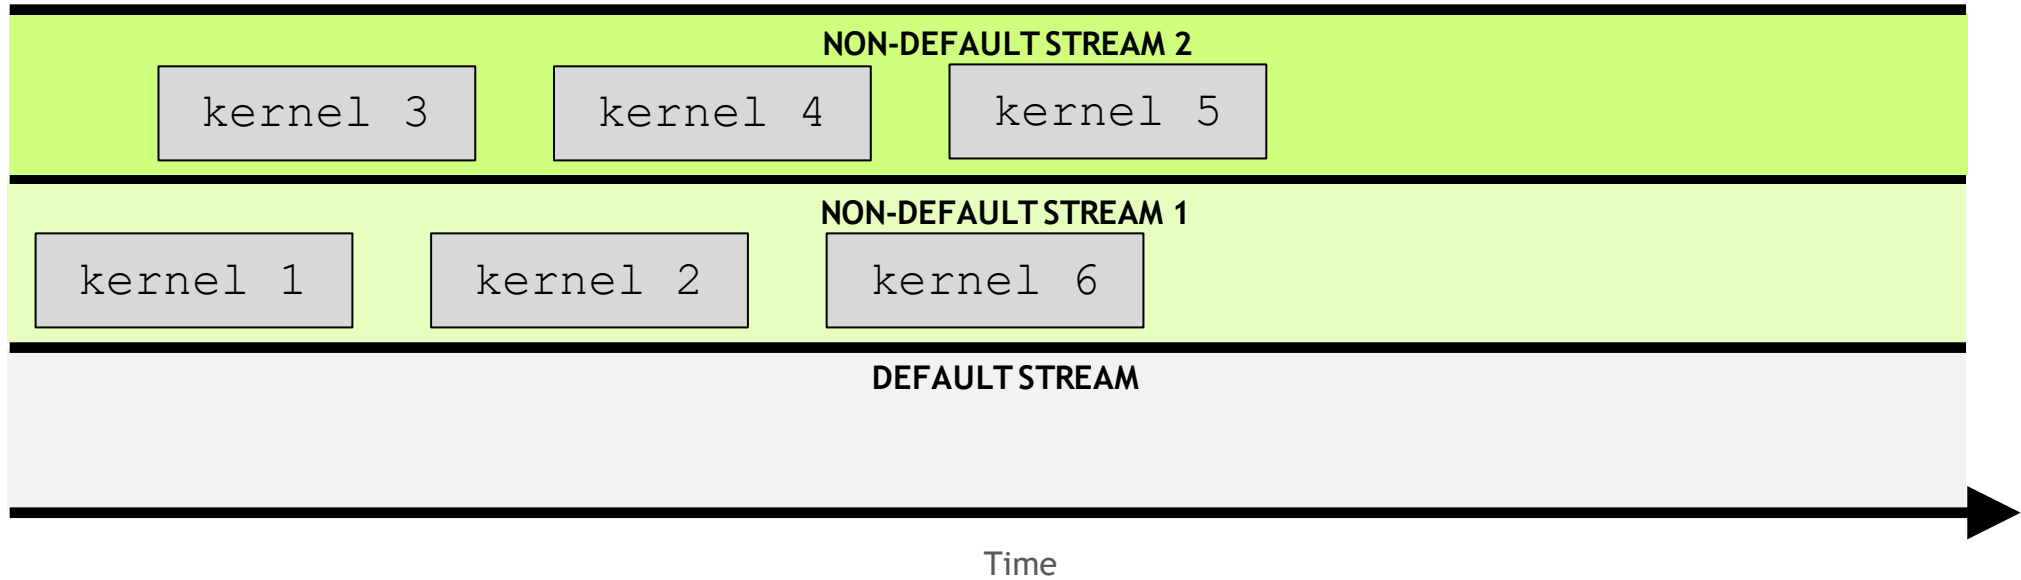 NON-DEFAULT STREAM 2
kernel 3 kernel 4 kernel 5
NON-DEFAULT STREAM 1
kernel 1 kernel 2 kernel 6
DEFAULT STREAM
Time